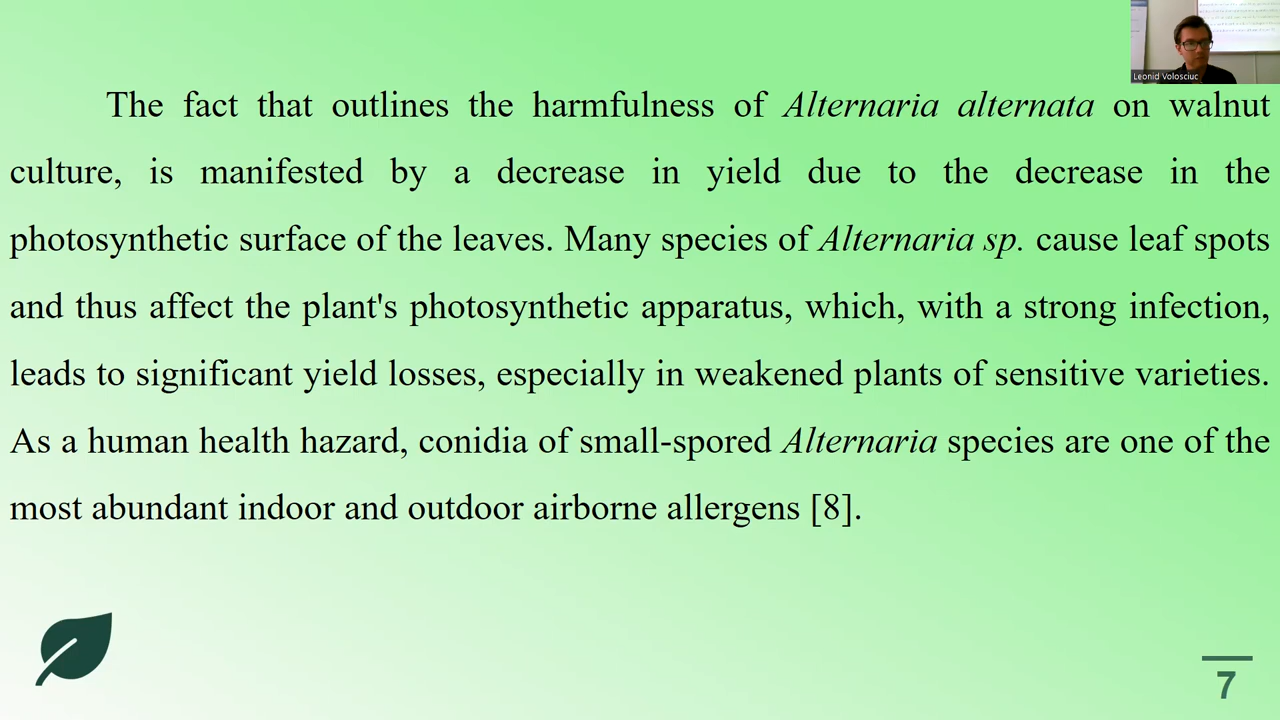 Leonid Volosciuc
The fact that outlines the harmfulness of Alternaria alternata on walnut
culture, is manifested by a decrease in yield due to the decrease in the
photosynthetic surface of the leaves. Many species of Alternaria sp. cause leaf spots
and thus affect the plant's photosynthetic apparatus, which, with a strong infection,
leads to significant yield losses, especially in weakened plants of sensitive varieties.
As a human health hazard, conidia of small-spored Alternaria species are one of the
most abundant indoor and outdoor airborne allergens [8].
7